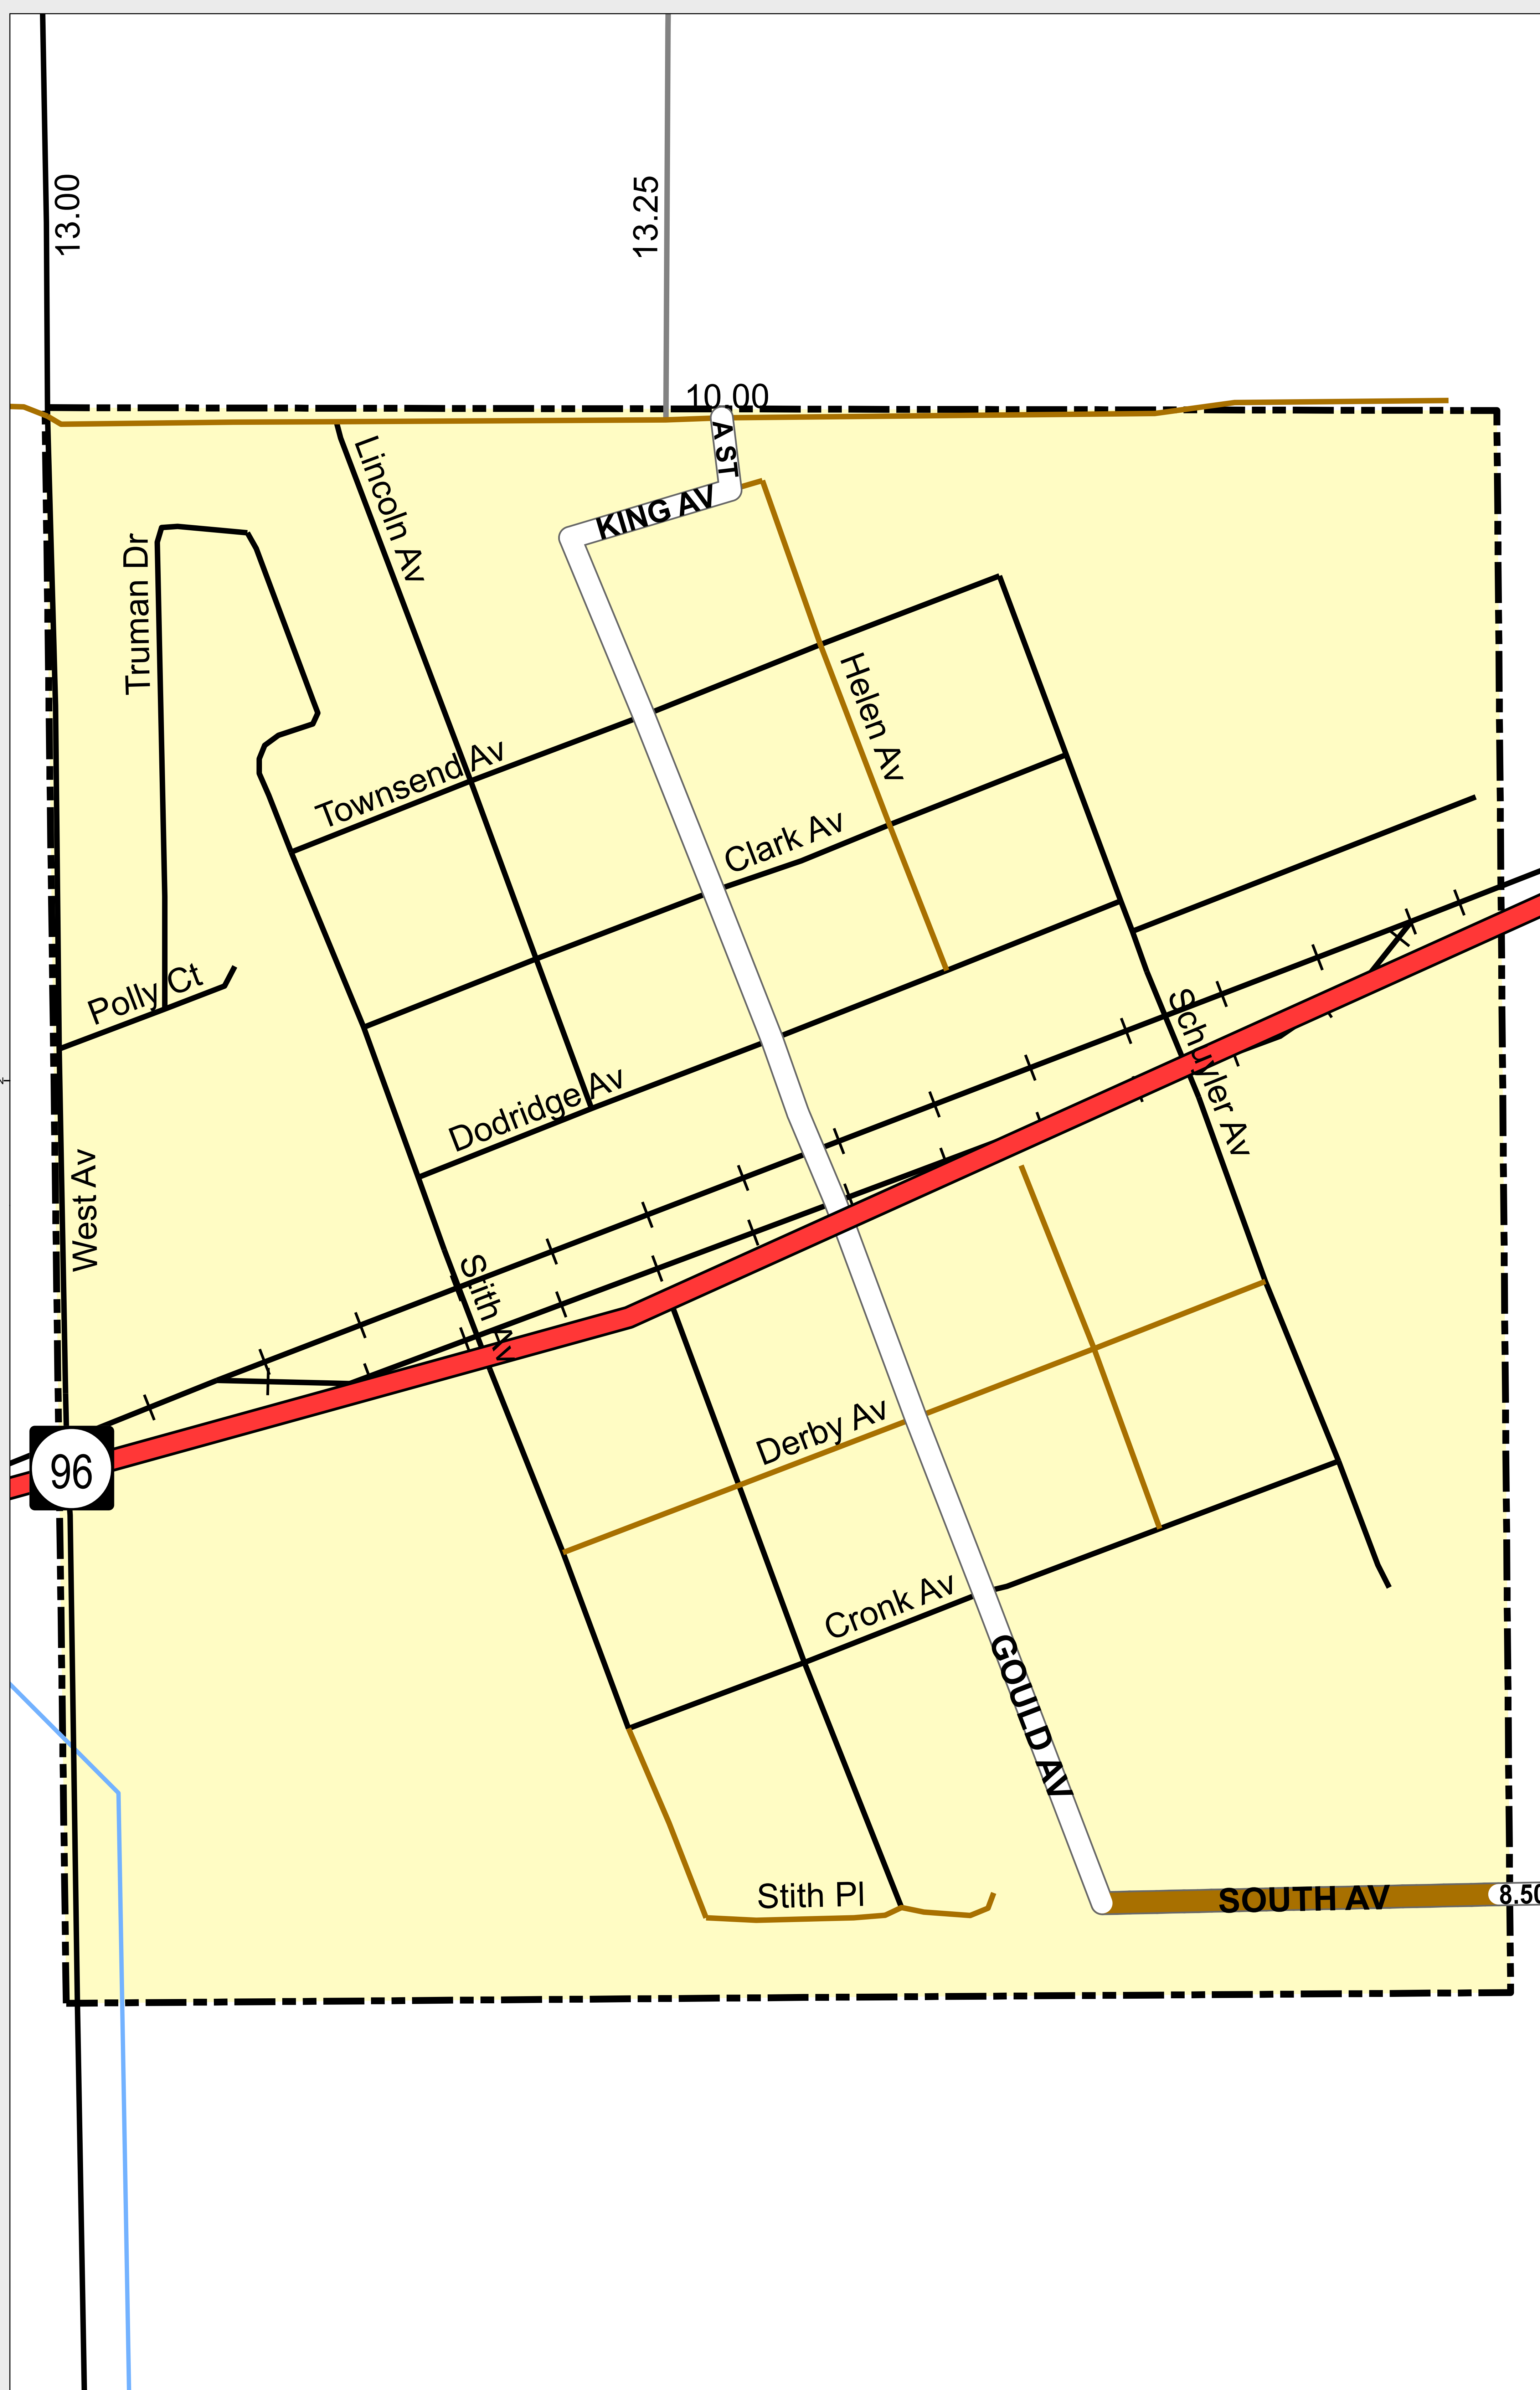 13.00
13.25
10.00
A ST
KING AV
Lincoln Av
Truman Dr
Helen Av
Townsend Av
Clark Av
Polly Ct
Schuyler Av
Dodridge Av
West Av
Stith Av
96
Derby Av
Cronk Av
GOULD AV
Stith Pl
SOUTH AV
8.50